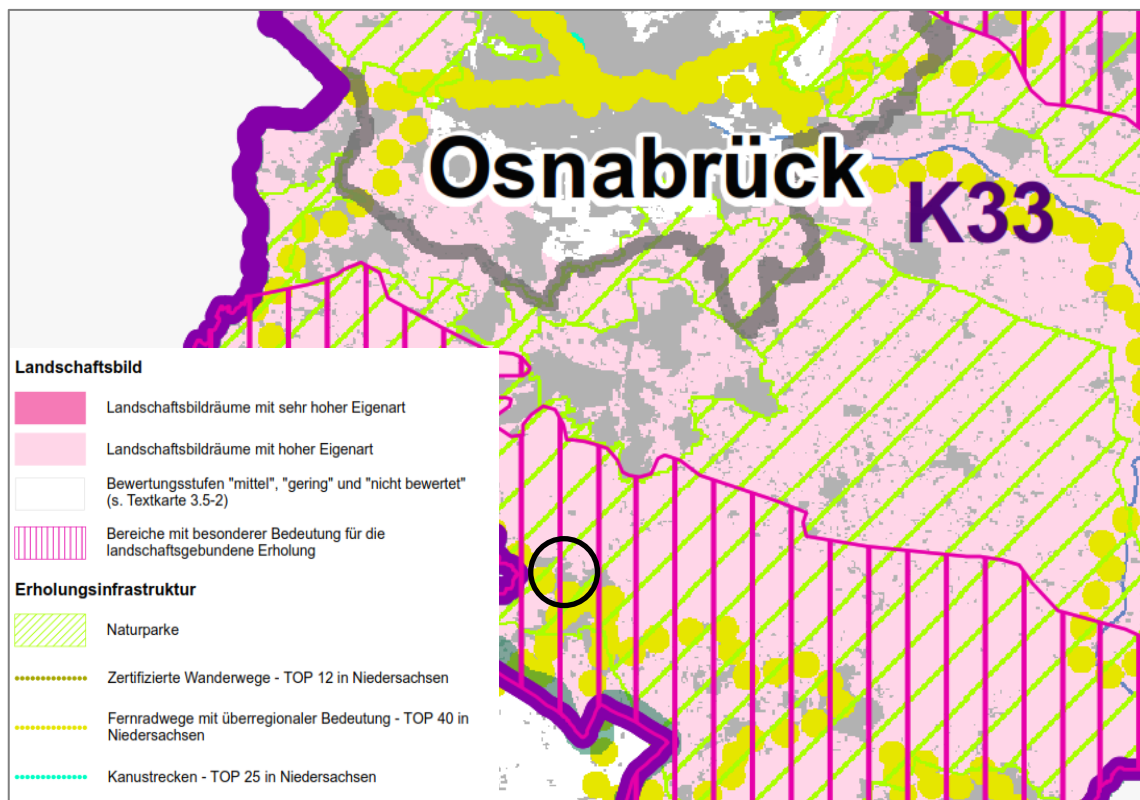 Osnabrück
K33
Landschaftsbild
Landschaftsbildräume mit sehr hoher Eigenart
Landschaftsbildräume mit hoher Eigenart
Bewertungsstufen "mittel", "gering" und "nicht bewertet"
(s. Textkarte 3.5-2)
Bereiche mit besonderer Bedeutung für die
landschaftsgebundene Erholung
Erholungsinfrastruktur
Naturparke
Zertifizierte Wanderwege - TOP 12 in Niedersachsen
Fernradwege mit überregionaler Bedeutung - TOP 40 in
Niedersachsen
Kanustrecken - TOP 25 in Niedersachsen